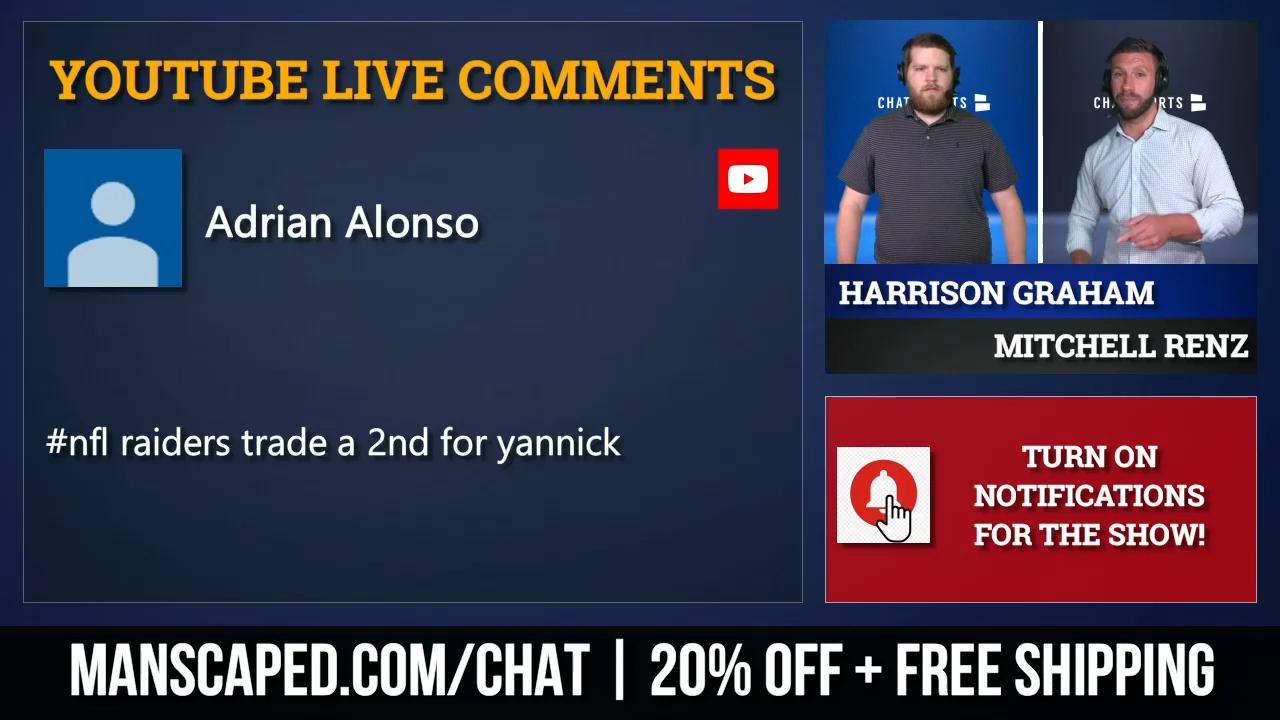 YOUTUBE LIVE COMMENTS
Adrian Alonso
#nfl raiders trade a 2nd for yannick
HARRISON GRAHAM
MITCHELL RENZ
TURN ON
NOTIFICATIONS
FOR THE SHOW!
MANSCAPED.COM/CHAT | 20% OFF + FREE SHIPPING